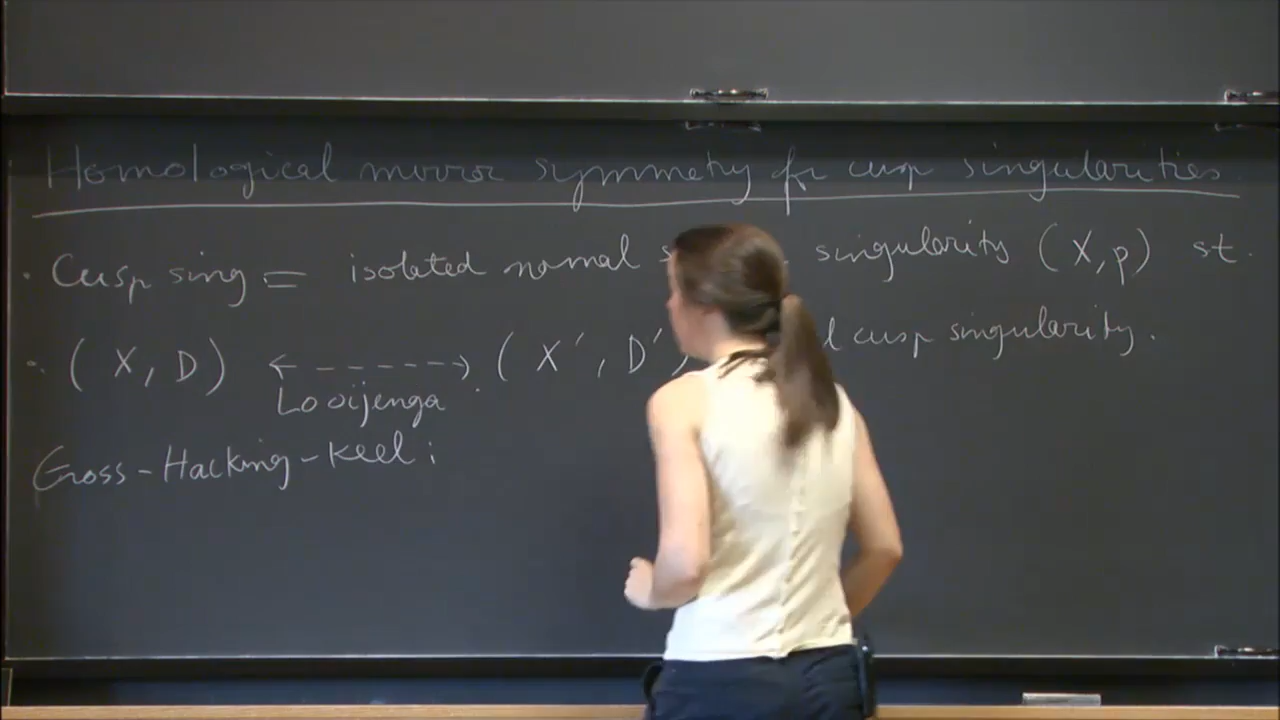 Homological mirror symmetry for cusp singularities
· Cusp sing = isolated normal singularity (X,p) st.
· (X, D) <------> (X', D') cusp singularity.
Looijenga
Gross-Hacking-Keel: